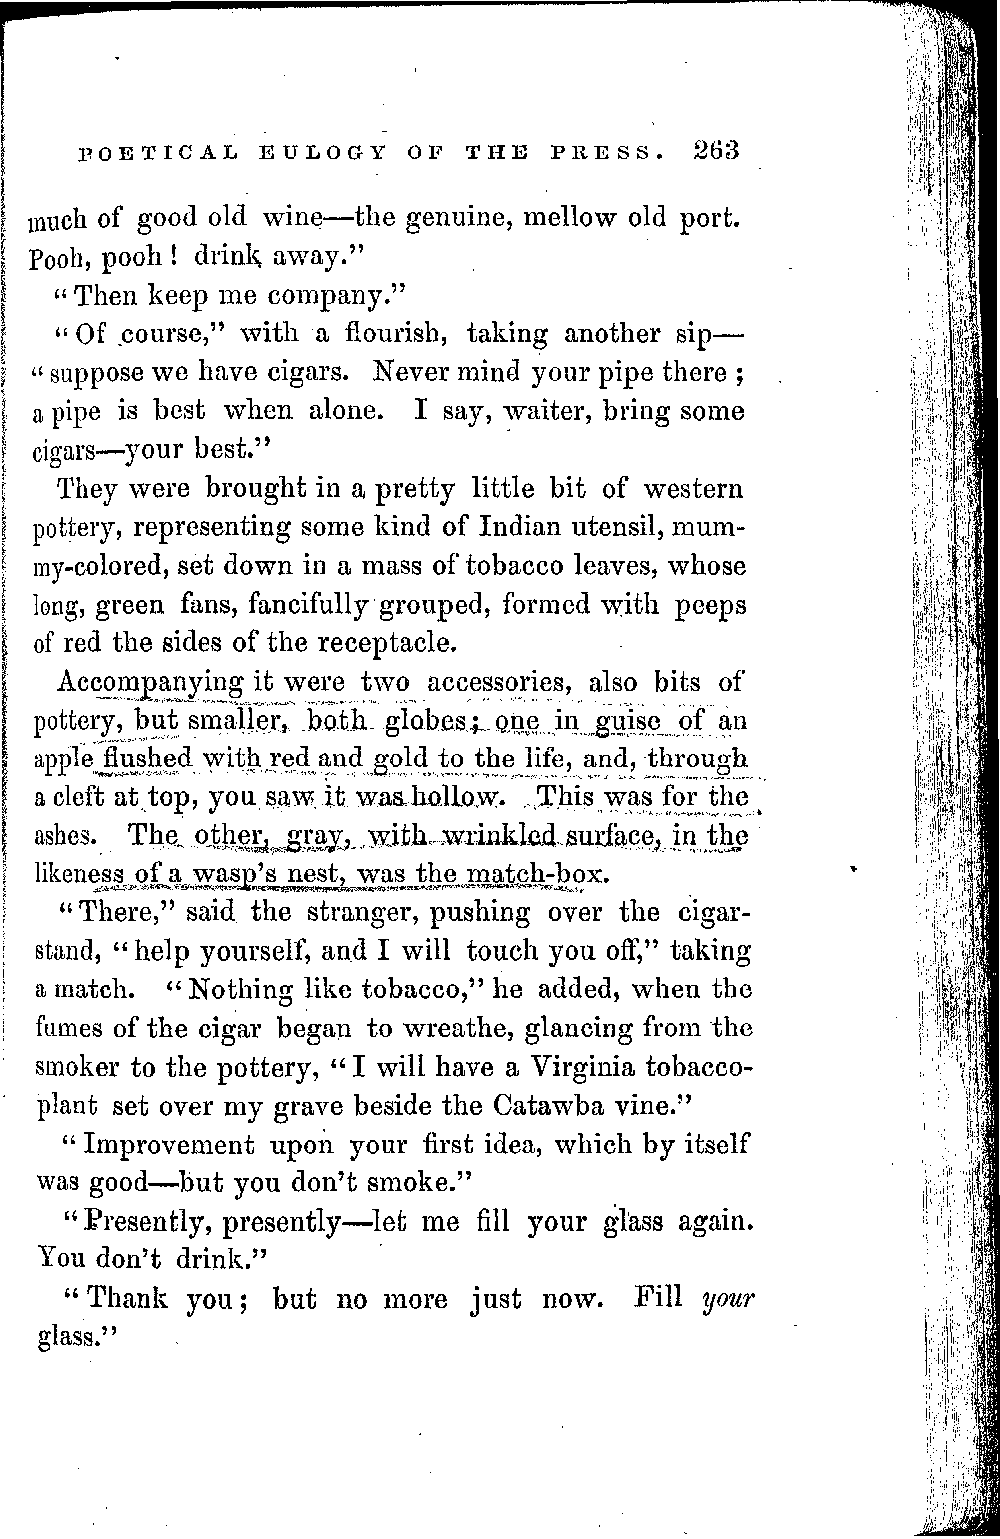 POETICAL EULOGY OF THE PRESS. 263
much of good old wine—the genuine, mellow old port.
Pooh, pooh! drink away.”
“Then keep me company.”
“Of course,” with a flourish, taking another sip—
“suppose we have cigars. Never mind your pipe there;
a pipe is best when alone. I say, waiter, bring some
cigars—your best.”
They were brought in a pretty little bit of western
pottery, representing some kind of Indian utensil, mum-
my-colored, set down in a mass of tobacco leaves, whose
long, green fans, fancifully grouped, formed with peeps
of red the sides of the receptacle.
Accompanying it were two accessories, also bits of
pottery, but smaller, both globes; one in guise of an
apple flushed with red and gold to the life, and, through
a cleft at top, you saw it was hollow. This was for the
ashes. The other, gray, with wrinkled surface, in the
likeness of a wasp’s nest, was the match-box.
“There,” said the stranger, pushing over the cigar-
stand, “help yourself, and I will touch you off,” taking
a match. “Nothing like tobacco,” he added, when the
fumes of the cigar began to wreathe, glancing from the
smoker to the pottery, “I will have a Virginia tobacco-
plant set over my grave beside the Catawba vine.”
“Improvement upon your first idea, which by itself
was good—but you don’t smoke.”
“Presently, presently—let me fill your glass again.
You don’t drink.”
“Thank you; but no more just now. Fill your
glass.”